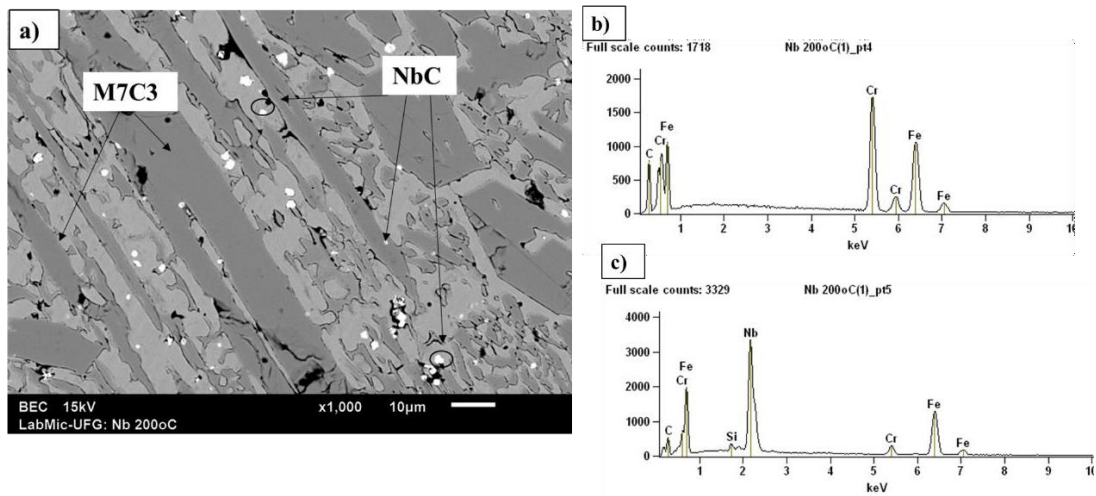 a)
M7C3
NbC
BEC 15kV x1,000 10µm
LabMic-UFG: Nb 200oC
b)
Full scale counts: 1718 Nb 200oC(1)_pt4
2000
1500
1000
500
0
C
Cr
Fe
Cr
Cr
Fe
Fe
1 2 3 4 5 6 7 8 9 10
keV
c)
Full scale counts: 3329 Nb 200oC(1)_pt5
4000
3000
2000
1000
0
C
Fe
Cr
Si
Nb
Cr
Fe
Fe
1 2 3 4 5 6 7 8 9 10
keV